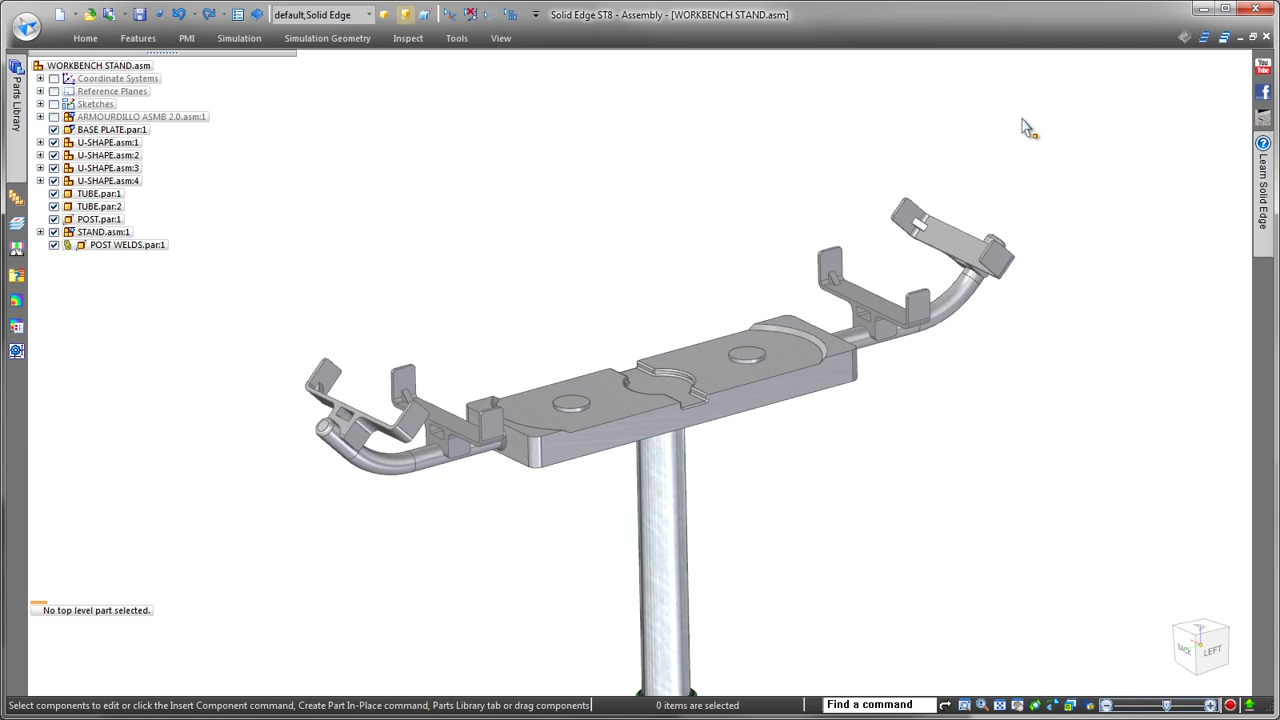 default,Solid Edge
Solid Edge ST8 - Assembly - [WORKBENCH STAND.asm]
Home Features PMI Simulation Simulation Geometry Inspect Tools View
Parts Library
WORKBENCH STAND.asm
Coordinate Systems
Reference Planes
Sketches
ARMOURDILLO ASMB 2.0.asm:1
BASE PLATE.par:1
U-SHAPE.asm:1
U-SHAPE.asm:2
U-SHAPE.asm:3
U-SHAPE.asm:4
TUBE.par:1
TUBE.par:2
POST.par:1
STAND.asm:1
POST WELDS.par:1
You
Tube
Learn Solid Edge
No top level part selected.
BACK LEFT
Select components to edit or click the Insert Component command, Create Part In-Place command, Parts Library tab or drag components
0 items are selected
Find a command